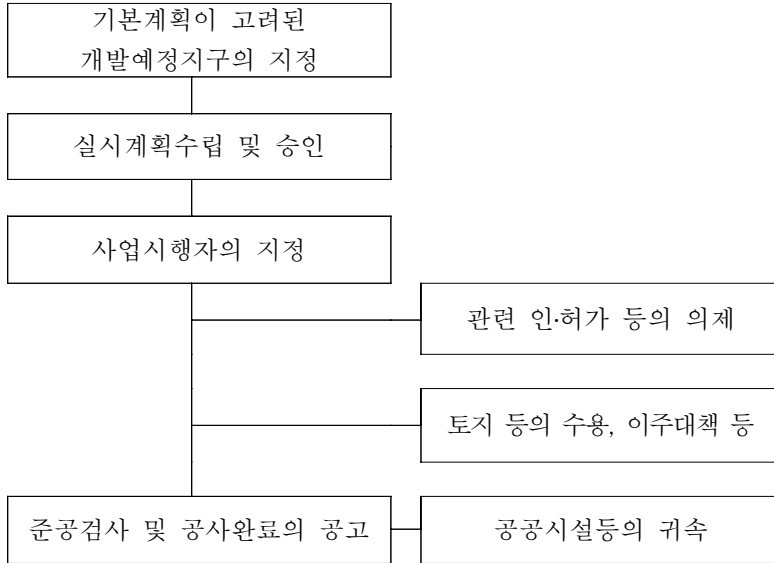 기본계획이 고려된
개발예정지구의 지정
실시계획수립 및 승인
사업시행자의 지정
관련 인·허가 등의 의제
토지 등의 수용, 이주대책 등
준공검사 및 공사완료의 공고
공공시설등의 귀속